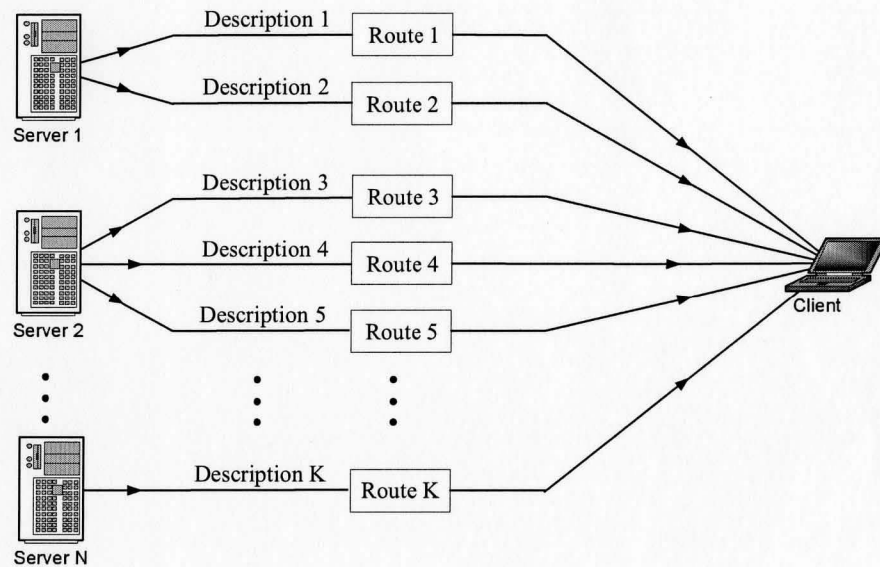 Description 1
Route 1
Description 2
Route 2
Server 1
Description 3
Route 3
Description 4
Route 4
Description 5
Route 5
Server 2
Client
Description K
Route K
Server N